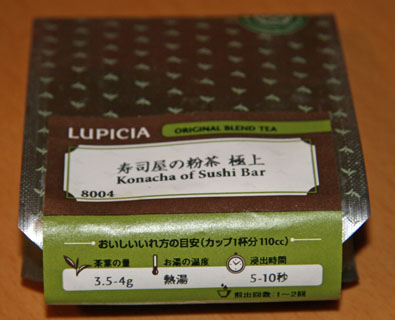 LUPICIA
ORIGINAL BLEND TEA
寿司屋の粉茶 極上
Konacha of Sushi Bar
8004
おいしいいれ方の目安(カップ1杯分110cc)
茶葉の量 お湯の温度 浸出時間
3.5-4g 熱湯 5-10秒
煎出回数 1~2回